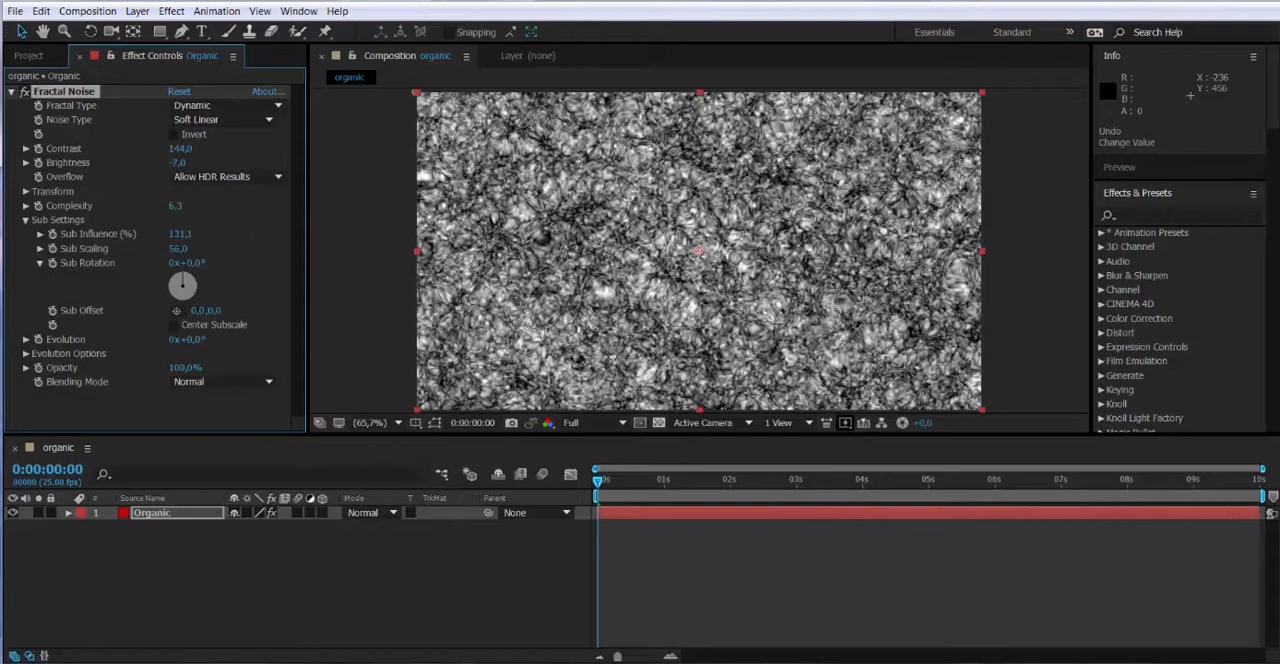 File Edit Composition Layer Effect Animation View Window Help
Snapping
Essentials Standard » Search Help
Project × Effect Controls Organic
Composition organic Layer (none)
Info
organic • Organic
organic
R : X : -236
G : Y : 456
B :
A : 0
Undo
Change Value
fx Fractal Noise Reset About...
Fractal Type Dynamic
Noise Type Soft Linear
Invert
Contrast 144,0
Brightness -7,0
Overflow Allow HDR Results
Transform
Complexity 6,3
Sub Settings
Sub Influence (%) 131,1
Sub Scaling 56,0
Sub Rotation 0x+0,0°
Sub Offset 0,0,0,0
Center Subscale
Evolution 0x+0,0°
Evolution Options
Opacity 100,0%
Blending Mode Normal
Preview
Effects & Presets
* Animation Presets
3D Channel
Audio
Blur & Sharpen
Channel
CINEMA 4D
Color Correction
Distort
Expression Controls
Film Emulation
Generate
Keying
Knoll
Knoll Light Factory
(65,7%) 0:00:00:00 Full Active Camera 1 View +0,0
× organic
0:00:00:00
00000 (25.00 fps)
0s 01s 02s 03s 04s 05s 06s 07s 08s 09s 10s
# Source Name fx Mode T TrkMat Parent
1 Organic fx Normal None